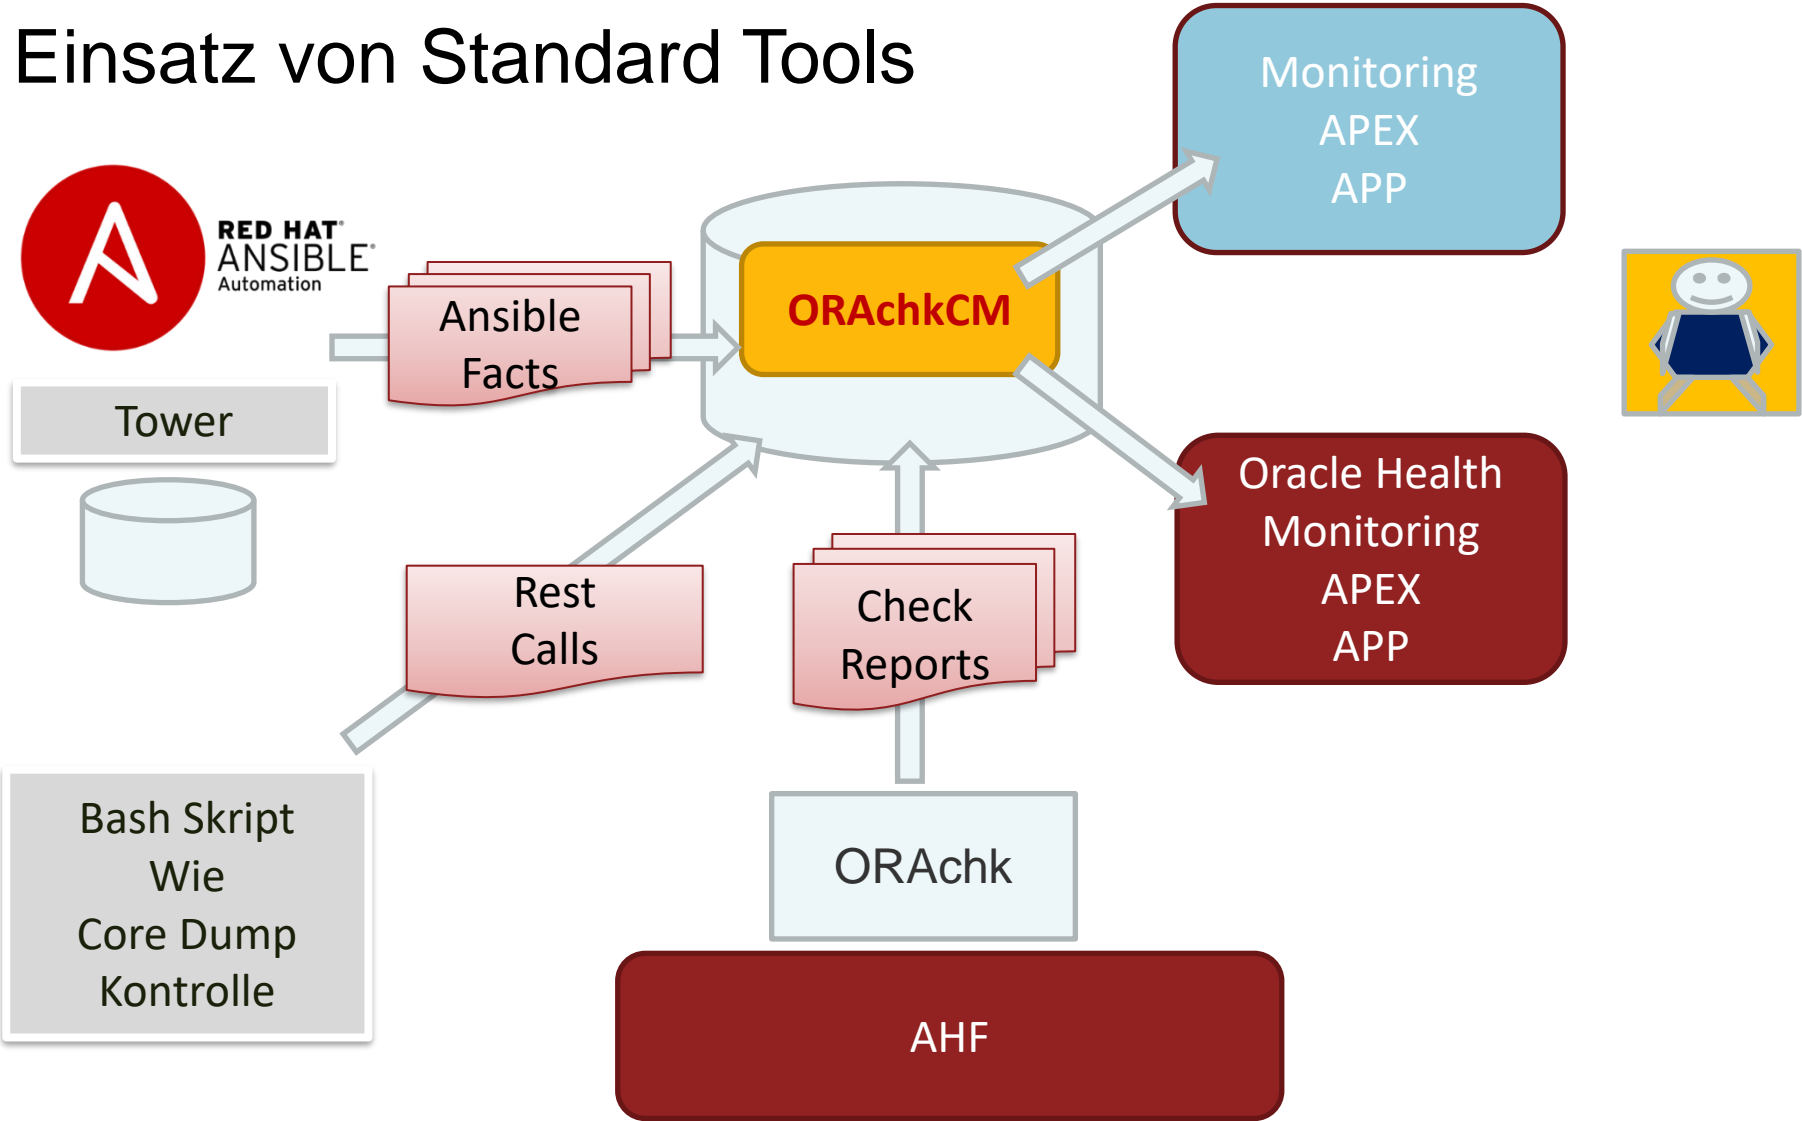 Einsatz von Standard Tools
Monitoring
APEX
APP
RED HAT®
ANSIBLE®
Automation
Tower
Ansible
Facts
ORAchkCM
Oracle Health
Monitoring
APEX
APP
Rest
Calls
Check
Reports
Bash Skript
Wie
Core Dump
Kontrolle
ORAchk
AHF